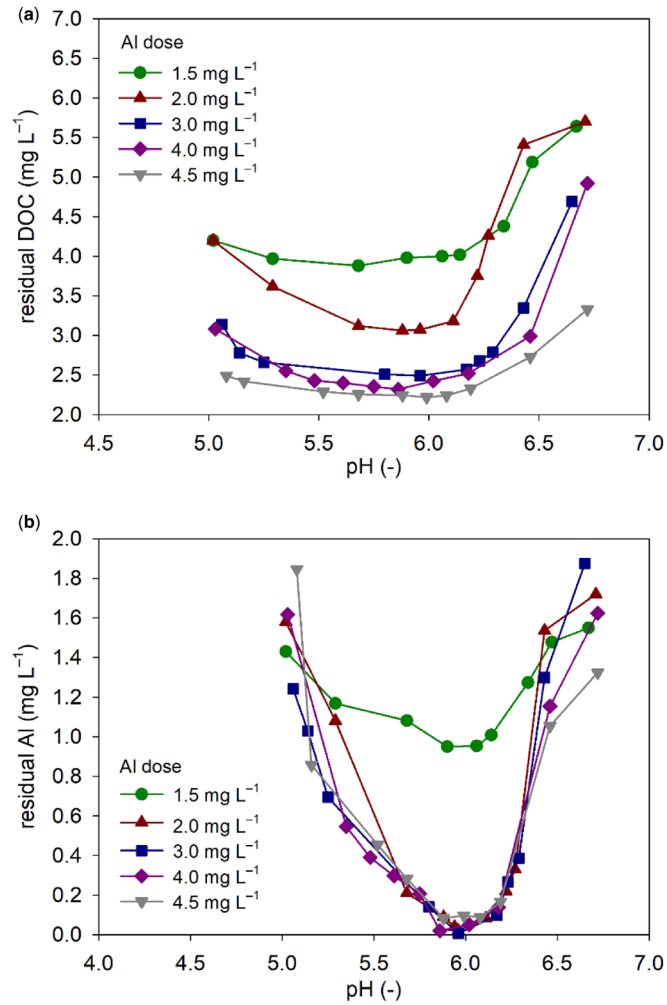 (a)
7.0
6.5
6.0
5.5
5.0
4.5
4.0
3.5
3.0
2.5
2.0
residual DOC (mg L⁻¹)
Al dose
1.5 mg L⁻¹
2.0 mg L⁻¹
3.0 mg L⁻¹
4.0 mg L⁻¹
4.5 mg L⁻¹
4.5 5.0 5.5 6.0 6.5 7.0
pH (-)
(b)
2.0
1.8
1.6
1.4
1.2
1.0
0.8
0.6
0.4
0.2
0.0
residual Al (mg L⁻¹)
Al dose
1.5 mg L⁻¹
2.0 mg L⁻¹
3.0 mg L⁻¹
4.0 mg L⁻¹
4.5 mg L⁻¹
4.0 4.5 5.0 5.5 6.0 6.5 7.0
pH (-)